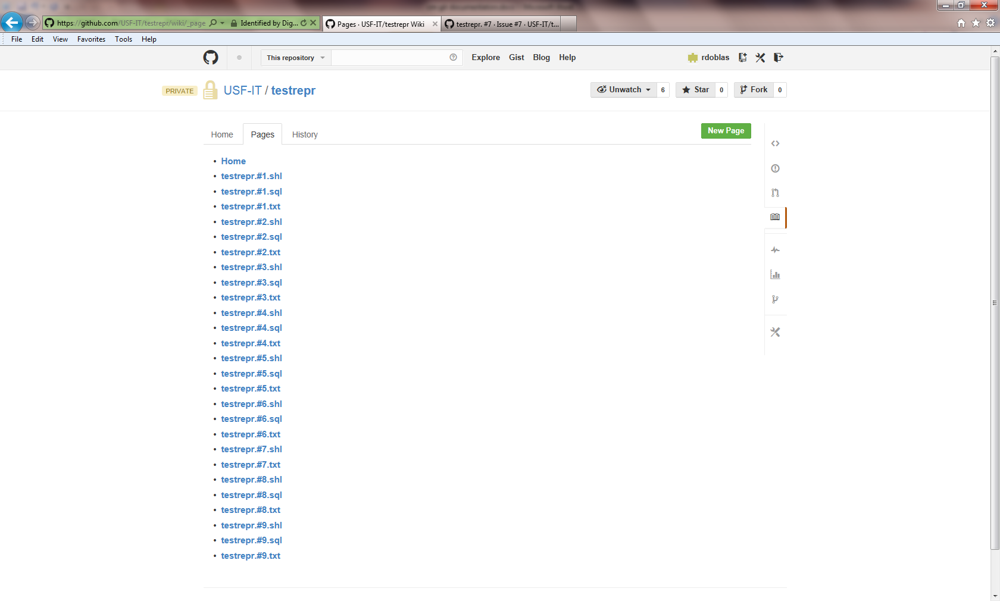 https://github.com/USF-IT/testrepr/wiki/_page
Identified by Dig...
Pages · USF-IT/testrepr Wiki
testrepr. #7 · Issue #7 · USF-IT/t...
File Edit View Favorites Tools Help
This repository
Explore Gist Blog Help
rdoblas
PRIVATE
USF-IT / testrepr
Unwatch 6
Star 0
Fork 0
Home
Pages
History
New Page
• Home
• testrepr.#1.shl
• testrepr.#1.sql
• testrepr.#1.txt
• testrepr.#2.shl
• testrepr.#2.sql
• testrepr.#2.txt
• testrepr.#3.shl
• testrepr.#3.sql
• testrepr.#3.txt
• testrepr.#4.shl
• testrepr.#4.sql
• testrepr.#4.txt
• testrepr.#5.shl
• testrepr.#5.sql
• testrepr.#5.txt
• testrepr.#6.shl
• testrepr.#6.sql
• testrepr.#6.txt
• testrepr.#7.shl
• testrepr.#7.txt
• testrepr.#8.shl
• testrepr.#8.sql
• testrepr.#8.txt
• testrepr.#9.shl
• testrepr.#9.sql
• testrepr.#9.txt